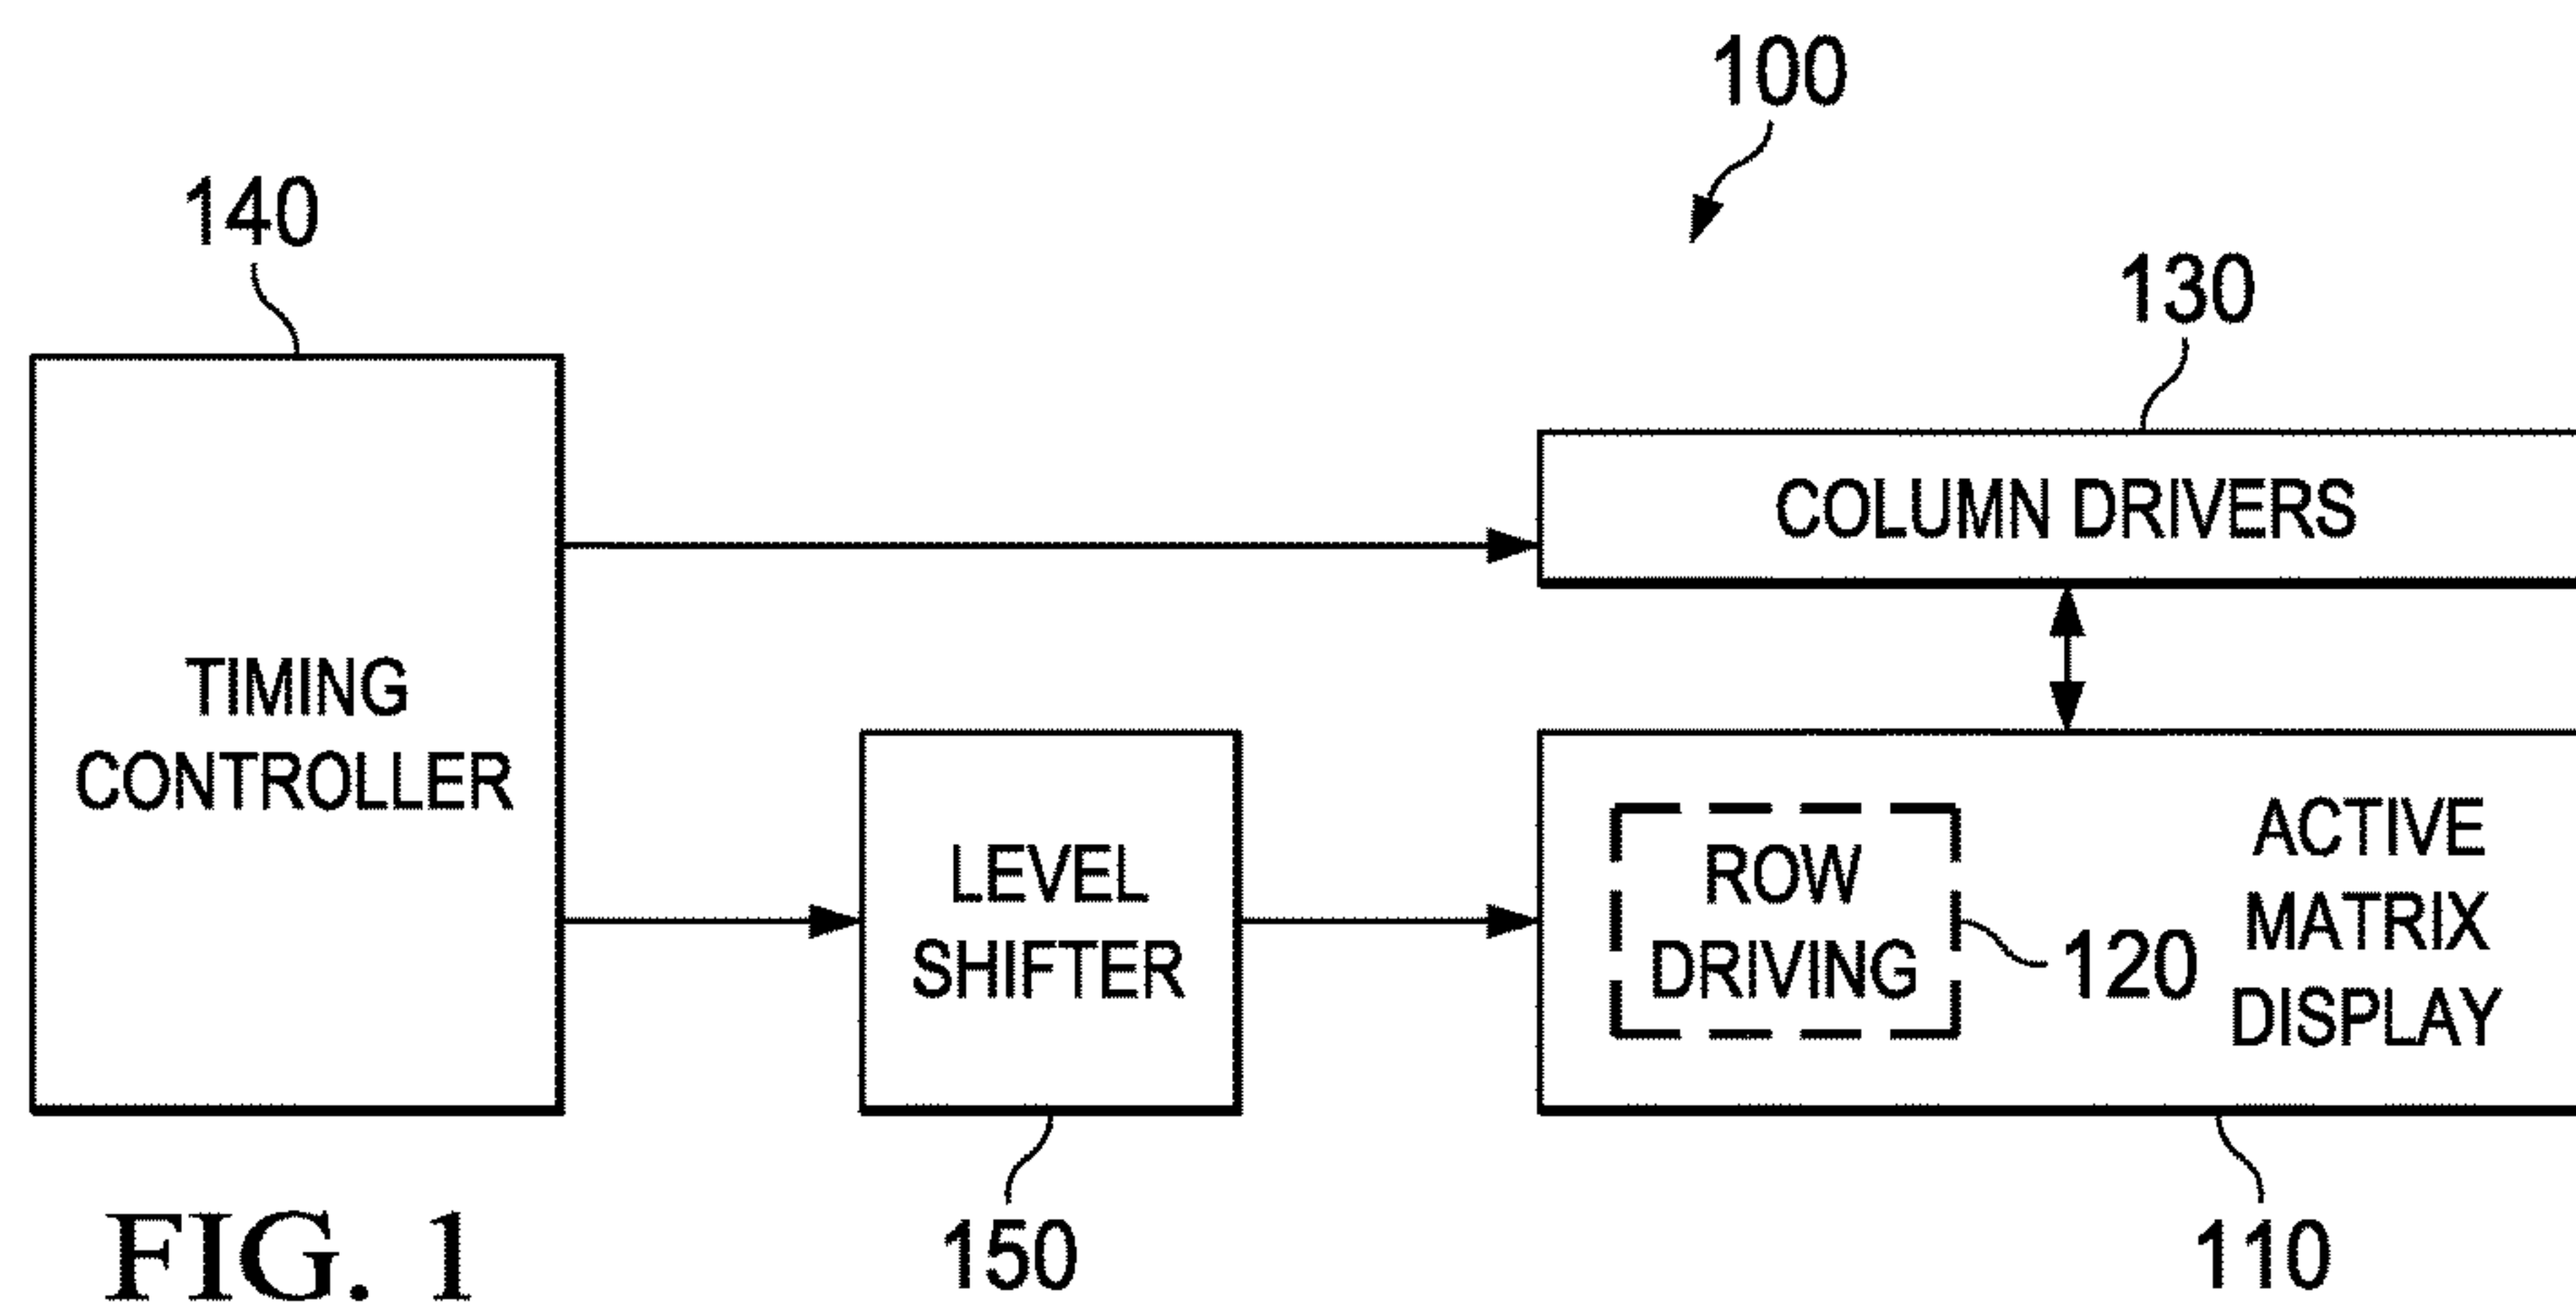 100
140
130
COLUMN DRIVERS
TIMING
CONTROLLER
LEVEL
SHIFTER
ROW
DRIVING
120
ACTIVE
MATRIX
DISPLAY
150
110
FIG. 1